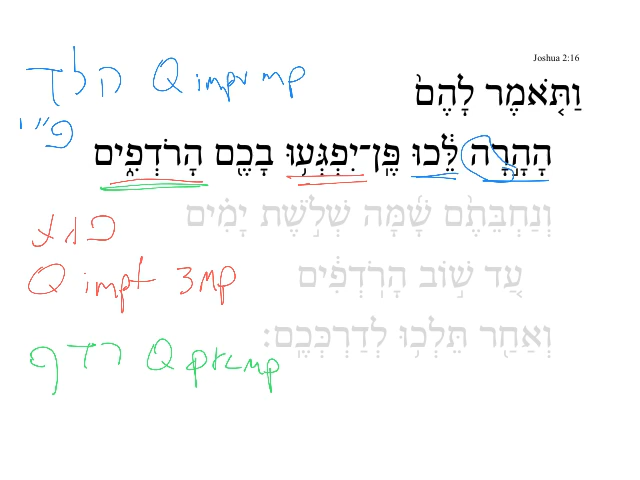 Joshua 2:16
וַתֹּ֤אמֶר לָהֶם֙
הָהָ֣רָה לֵּ֔כוּ פֶּֽן־יִפְגְּע֥וּ בָכֶ֖ם הָרֹדְפִ֑ים
וְנַחְבֵּתֶ֨ם שָׁ֜מָּה שְׁלֹ֣שֶׁת יָמִ֗ים
עַ֚ד שׁ֣וֹב הָרֹֽדְפִ֔ים
וְאַחַ֖ר תֵּלְכ֥וּ לְדַרְכְּכֶֽם׃
הלך Q impv mp
פ״י
פגע
Q impf 3mp
רדף Q ptc mp